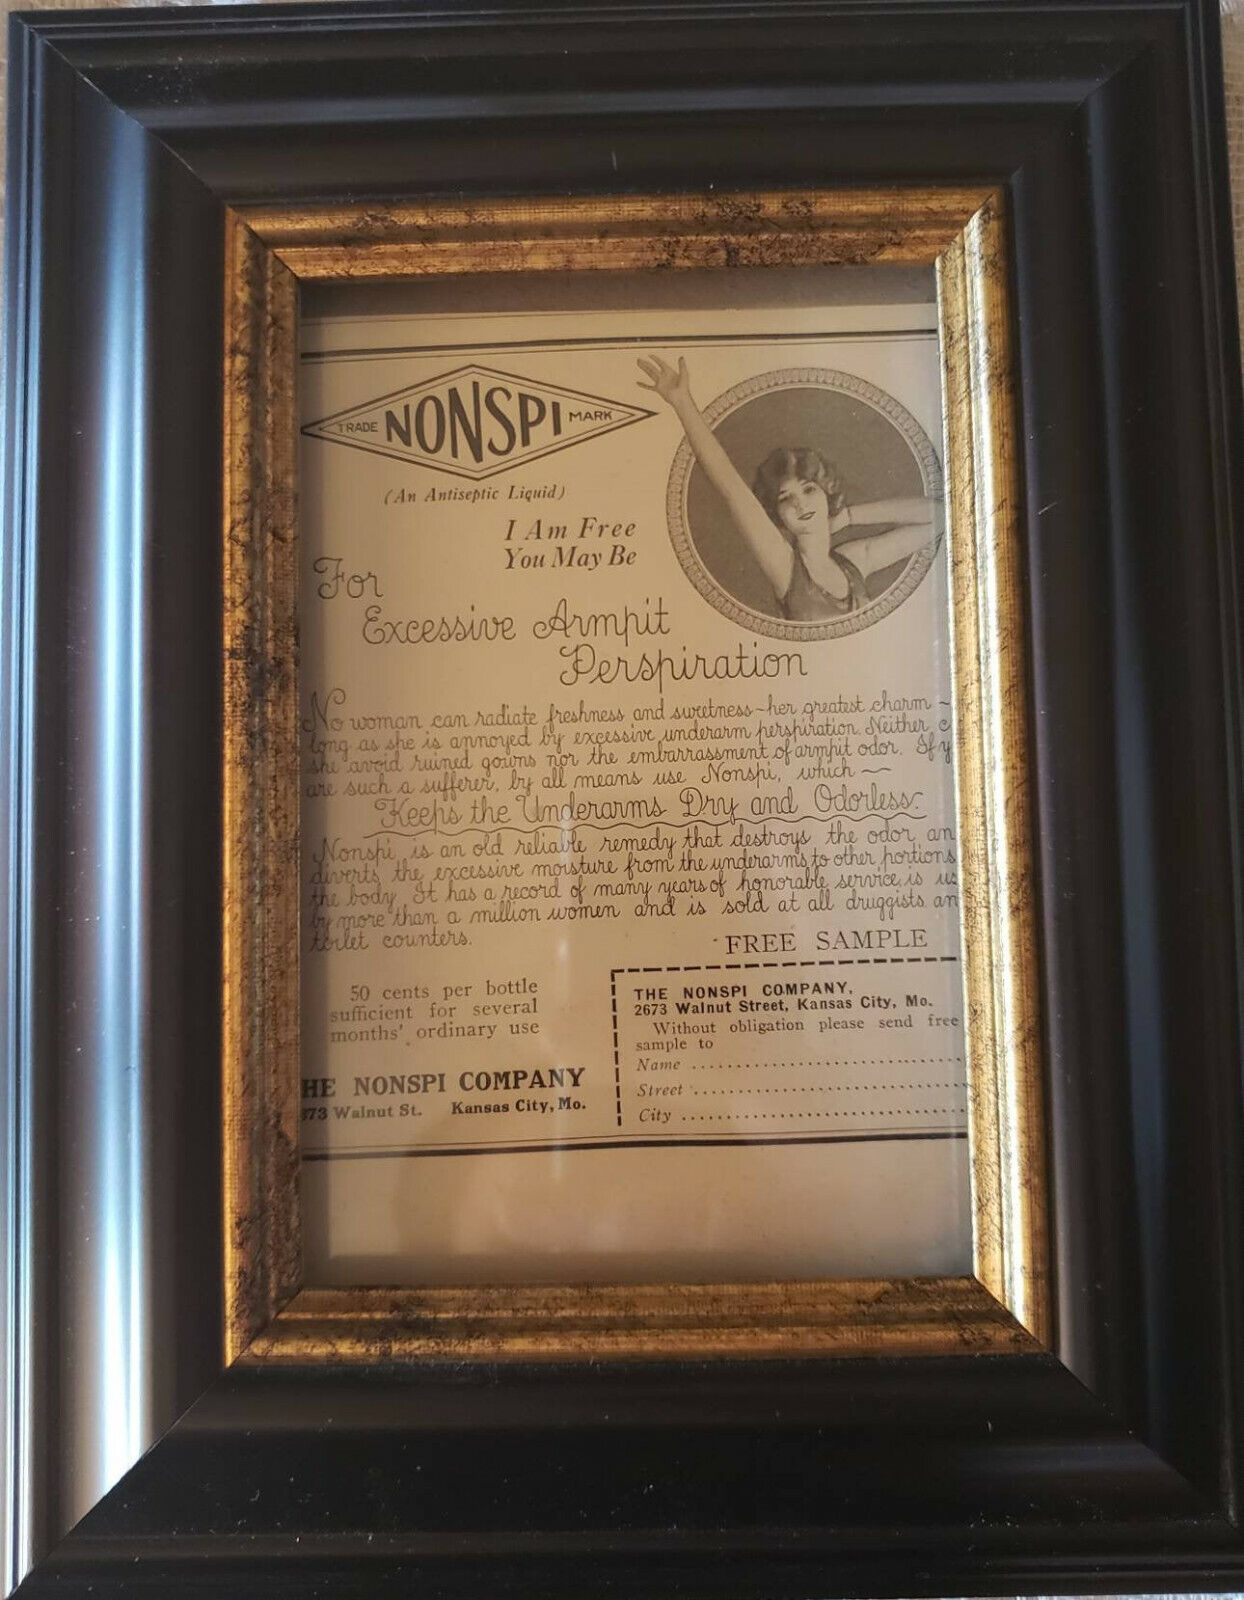 TRADE NONSPI MARK
(An Antiseptic Liquid)
I Am Free
You May Be
For
Excessive Armpit
Perspiration
No woman can radiate freshness and sweetness~her greatest charm~
long as she is annoyed by excessive underarm perspiration. Neither c
she avoid ruined gowns nor the embarrassment of armpit odor. If y
are such a sufferer, by all means use Nonspi, which~
Keeps the Underarms Dry and Odorless.
Nonspi is an old reliable remedy that destroys the odor an
diverts the excessive moisture from the underarms to other portions
the body. It has a record of many years of honorable service, is us
by more than a million women and is sold at all druggists an
toilet counters.
FREE SAMPLE
50 cents per bottle
sufficient for several
months' ordinary use
HE NONSPI COMPANY
673 Walnut St. Kansas City, Mo.
THE NONSPI COMPANY,
2673 Walnut Street, Kansas City, Mo.
Without obligation please send free
sample to
Name
Street
City